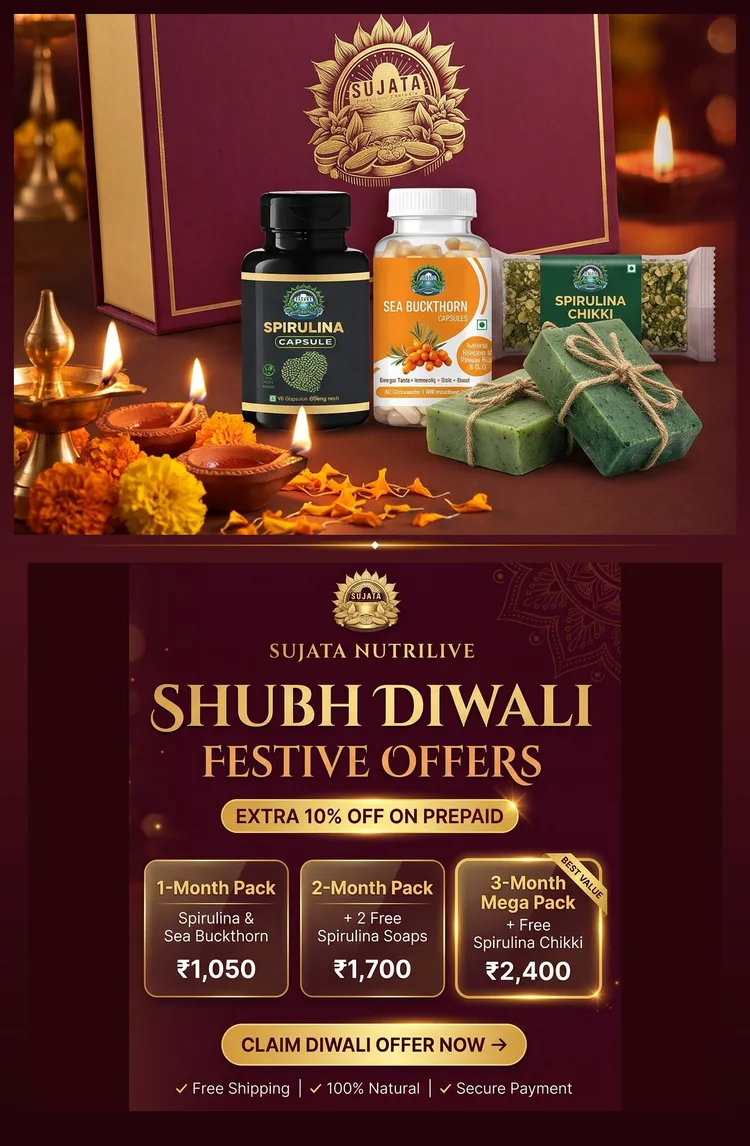 SUJATA
SPIRULINA
CAPSULE
SEA BUCKTHORN
CAPSULES
SPIRULINA
CHIKKI
SUJATA
SUJATA NUTRILIVE
SHUBH DIWALI
FESTIVE OFFERS
EXTRA 10% OFF ON PREPAID
1-Month Pack
Spirulina &
Sea Buckthorn
₹1,050
2-Month Pack
+ 2 Free
Spirulina Soaps
₹1,700
BEST VALUE
3-Month
Mega Pack
+ Free
Spirulina Chikki
₹2,400
CLAIM DIWALI OFFER NOW →
✓ Free Shipping | ✓ 100% Natural | ✓ Secure Payment